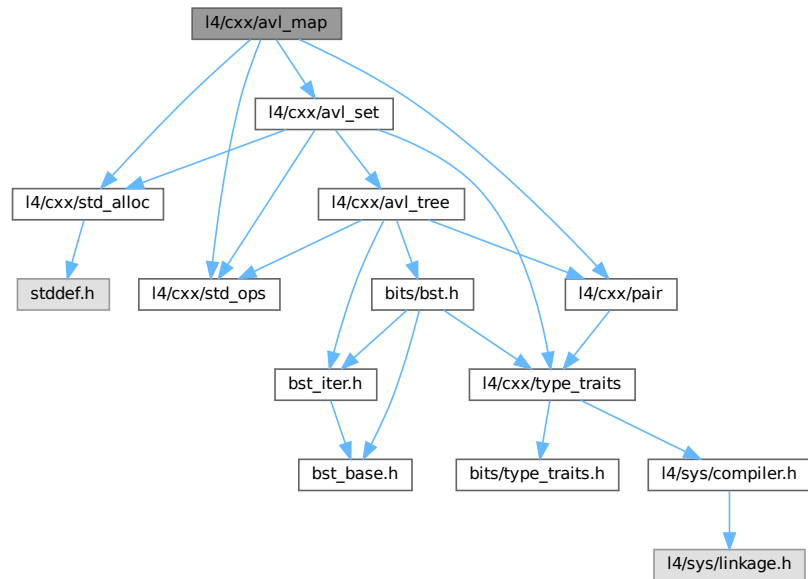 l4/cxx/avl_map
l4/cxx/avl_set
l4/cxx/std_alloc
l4/cxx/avl_tree
stddef.h
l4/cxx/std_ops
bits/bst.h
l4/cxx/pair
bst_iter.h
l4/cxx/type_traits
bst_base.h
bits/type_traits.h
l4/sys/compiler.h
l4/sys/linkage.h